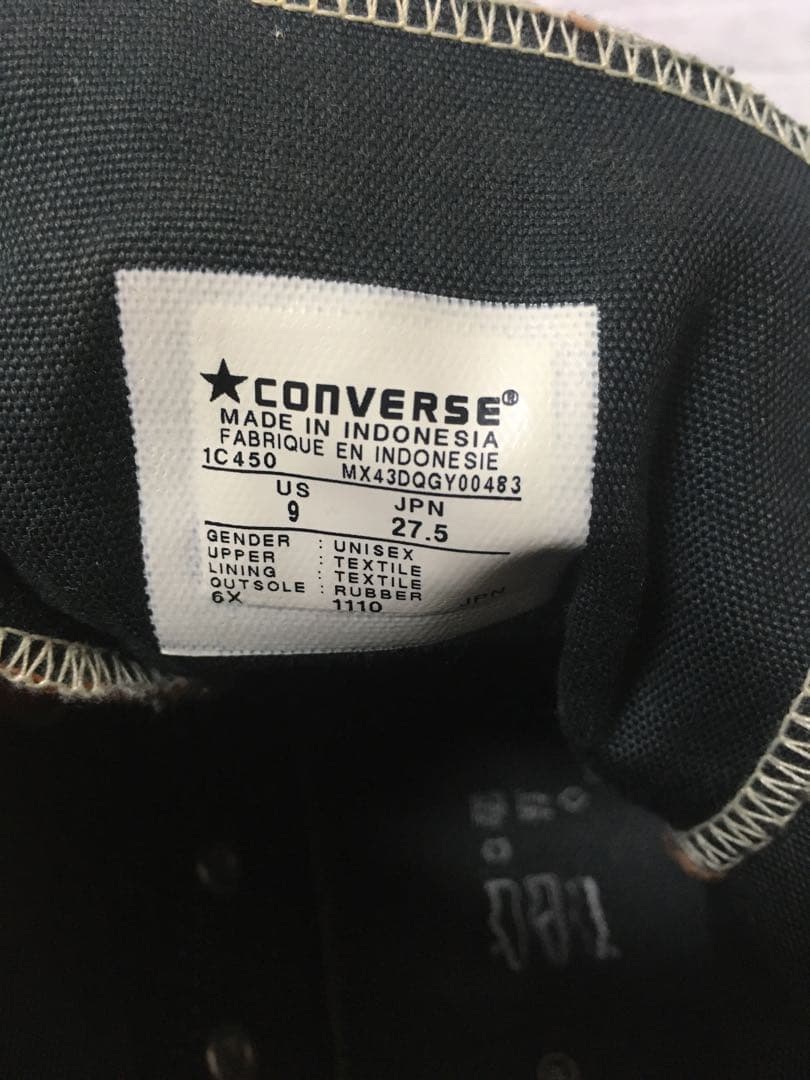 ★CONVERSE®
MADE IN INDONESIA
FABRIQUE EN INDONESIE
1C450 MX43DQGY00483
US JPN
9 27.5
GENDER : UNISEX
UPPER : TEXTILE
LINING : TEXTILE
OUTSOLE : RUBBER
6X 1110 JPN